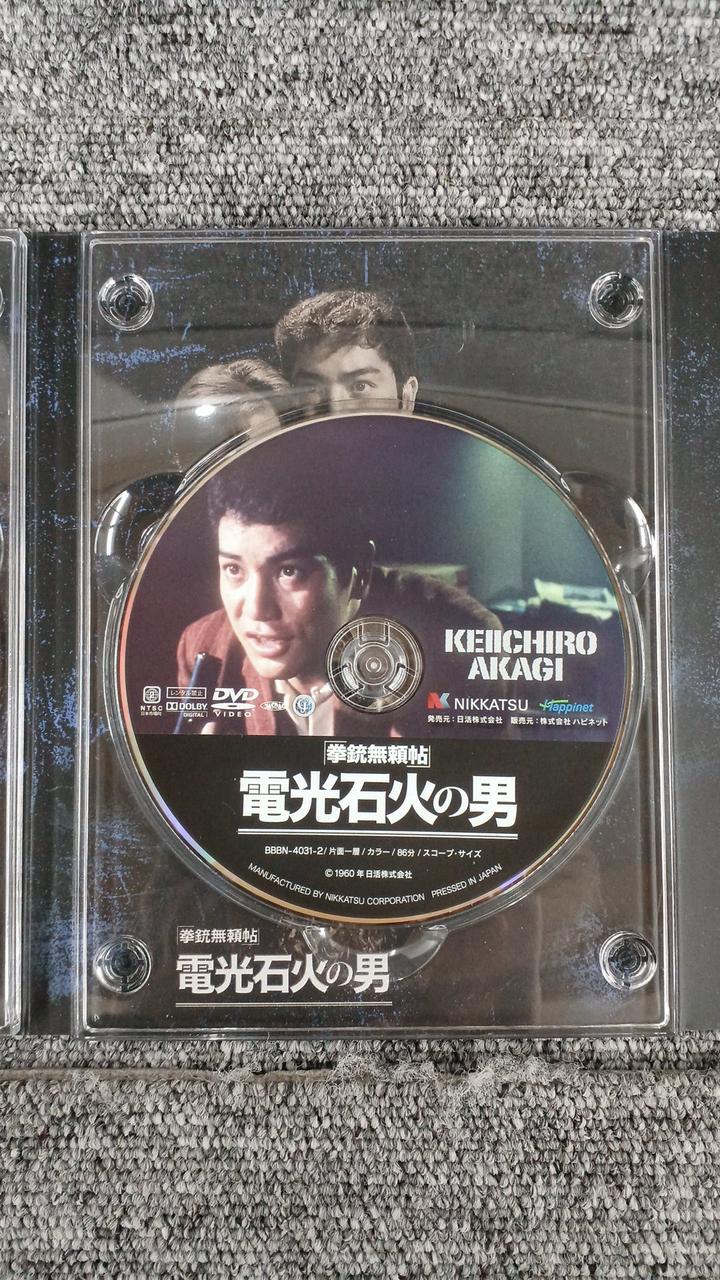 KEIICHIRO
AKAGI
NTSC
日本市場向
レンタル禁止
DOLBY
DIGITAL
DVD
VIDEO
NIKKATSU
Happinet
発売元:日活株式会社 販売元:株式会社ハピネット
拳銃無頼帖
電光石火の男
BBBN-4031-2/片面一層/カラー/86分/スコープ・サイズ
©1960年日活株式会社
MANUFACTURED BY NIKKATSU CORPORATION PRESSED IN JAPAN
拳銃無頼帖
電光石火の男